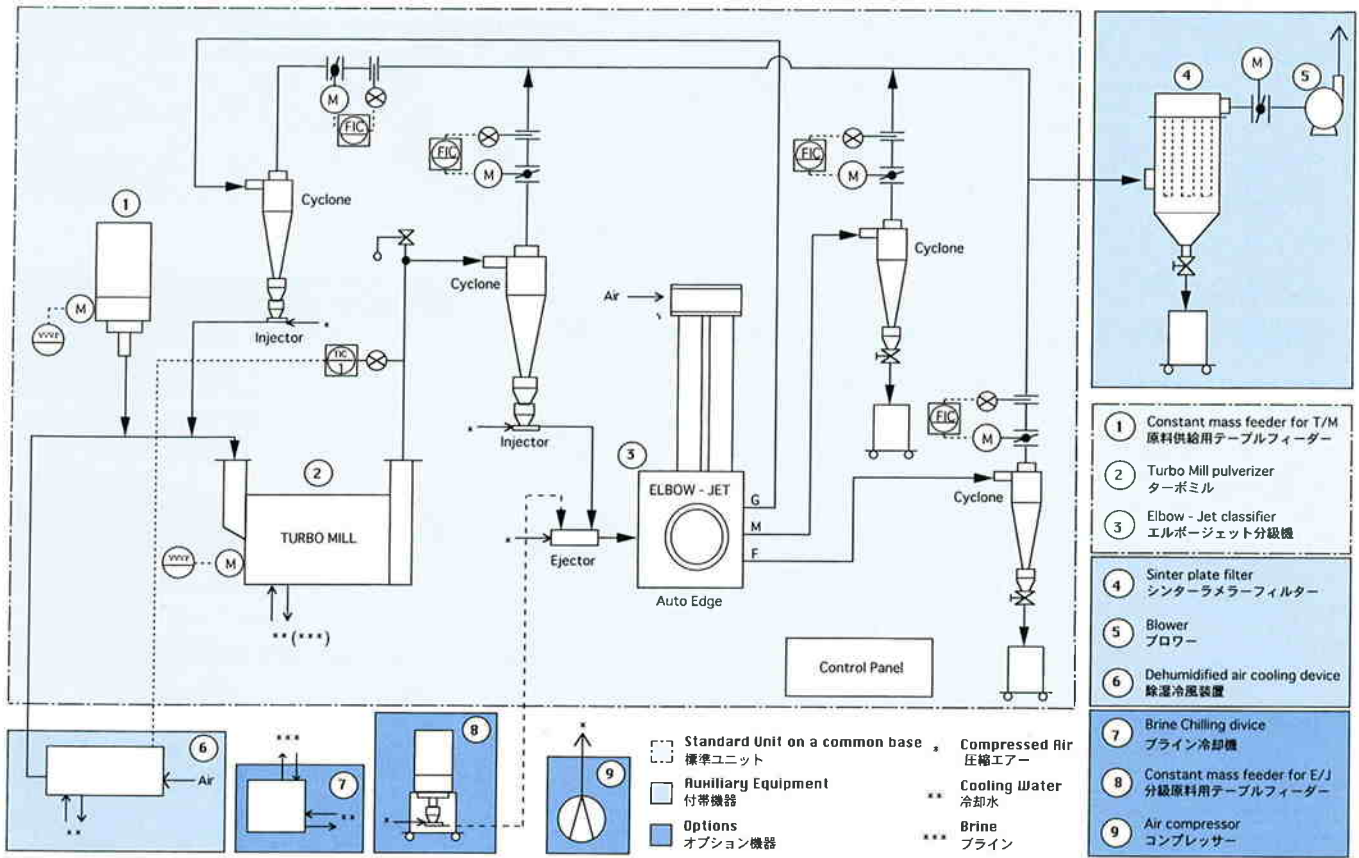 1
M
VVVF
Cyclone
M
FIC
Injector
*
TIC
1
FIC
M
Cyclone
*
Injector
2
TURBO MILL
VVVF
M
**(***)
Air
3
ELBOW - JET
G
M
F
Auto Edge
*
Ejector
FIC
M
Cyclone
FIC
M
Cyclone
Control Panel
4
M
5
1 Constant mass feeder for T/M
原料供給用テーブルフィーダー
2 Turbo Mill pulverizer
ターボミル
3 Elbow - Jet classifier
エルボージェット分級機
4 Sinter plate filter
シンターラメラーフィルター
5 Blower
ブロワー
6 Dehumidified air cooling device
除湿冷風装置
7 Brine Chilling divice
ブライン冷却機
8 Constant mass feeder for E/J
分級原料用テーブルフィーダー
9 Air compressor
コンプレッサー
6
Air
**
***
7
**
8
*
*
9
Standard Unit on a common base
標準ユニット
Auxiliary Equipment
付帯機器
Options
オプション機器
* Compressed Air
圧縮エアー
** Cooling Water
冷却水
*** Brine
ブライン